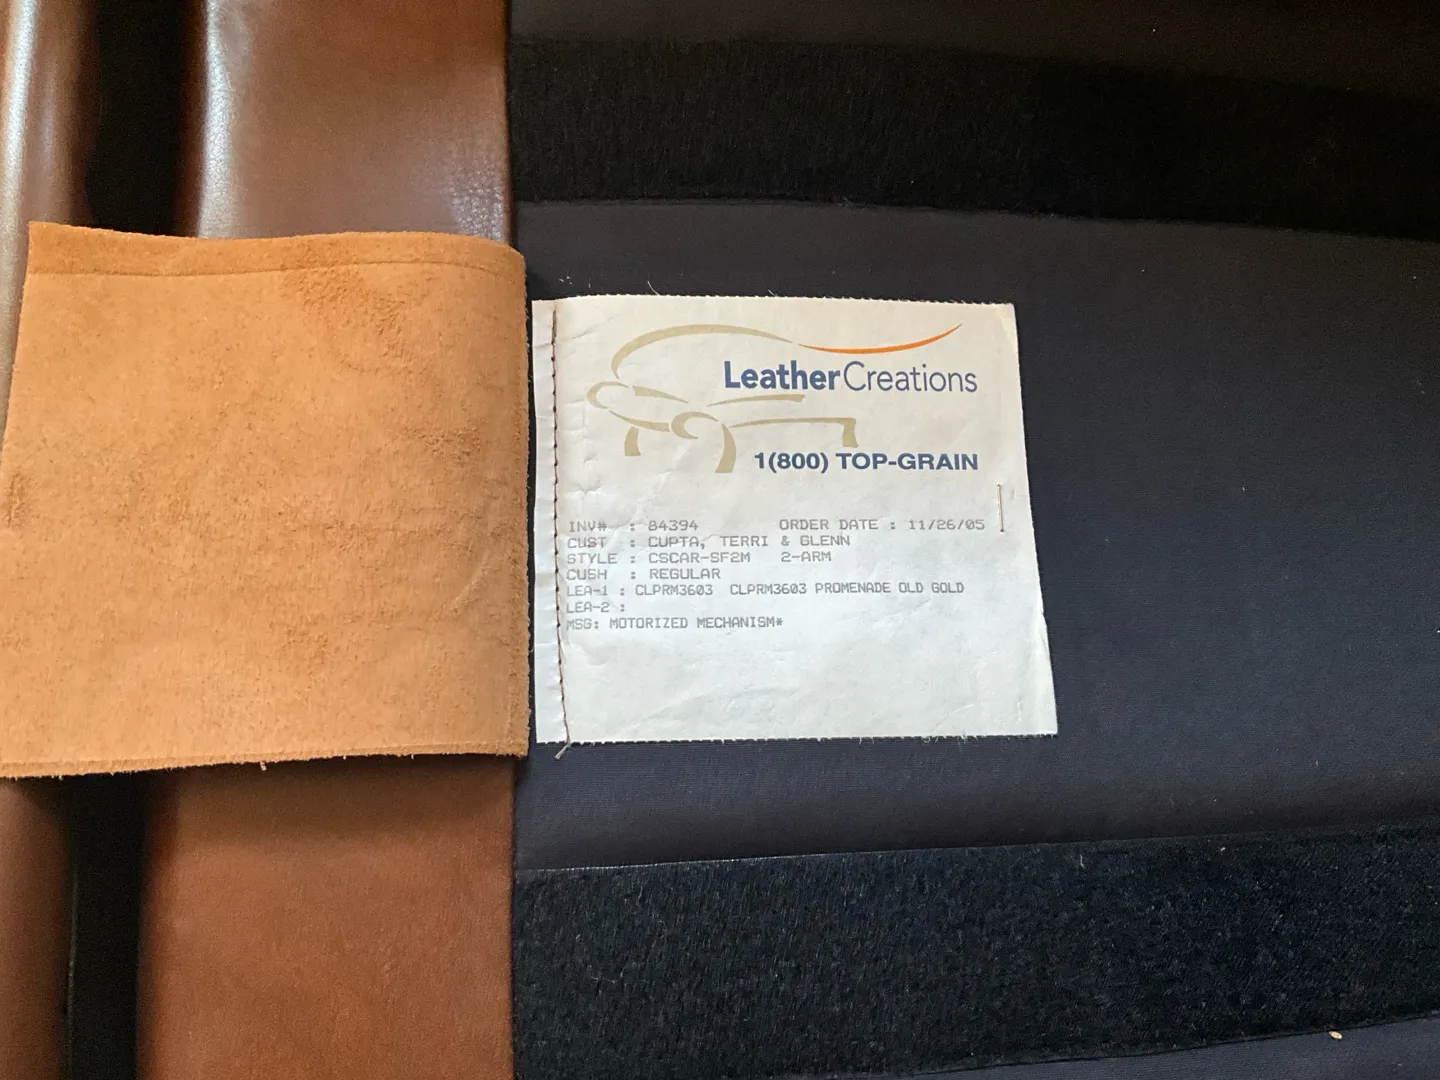 LeatherCreations
1(800) TOP-GRAIN
INV# : 84394 ORDER DATE : 11/26/05
CUST : CUPTA, TERRI & GLENN
STYLE : CSCAR-SF2M 2-ARM
CUSH : REGULAR
LEA-1 : CLPRM3603 CLPRM3603 PROMENADE OLD GOLD
LEA-2 :
MSG: MOTORIZED MECHANISM*